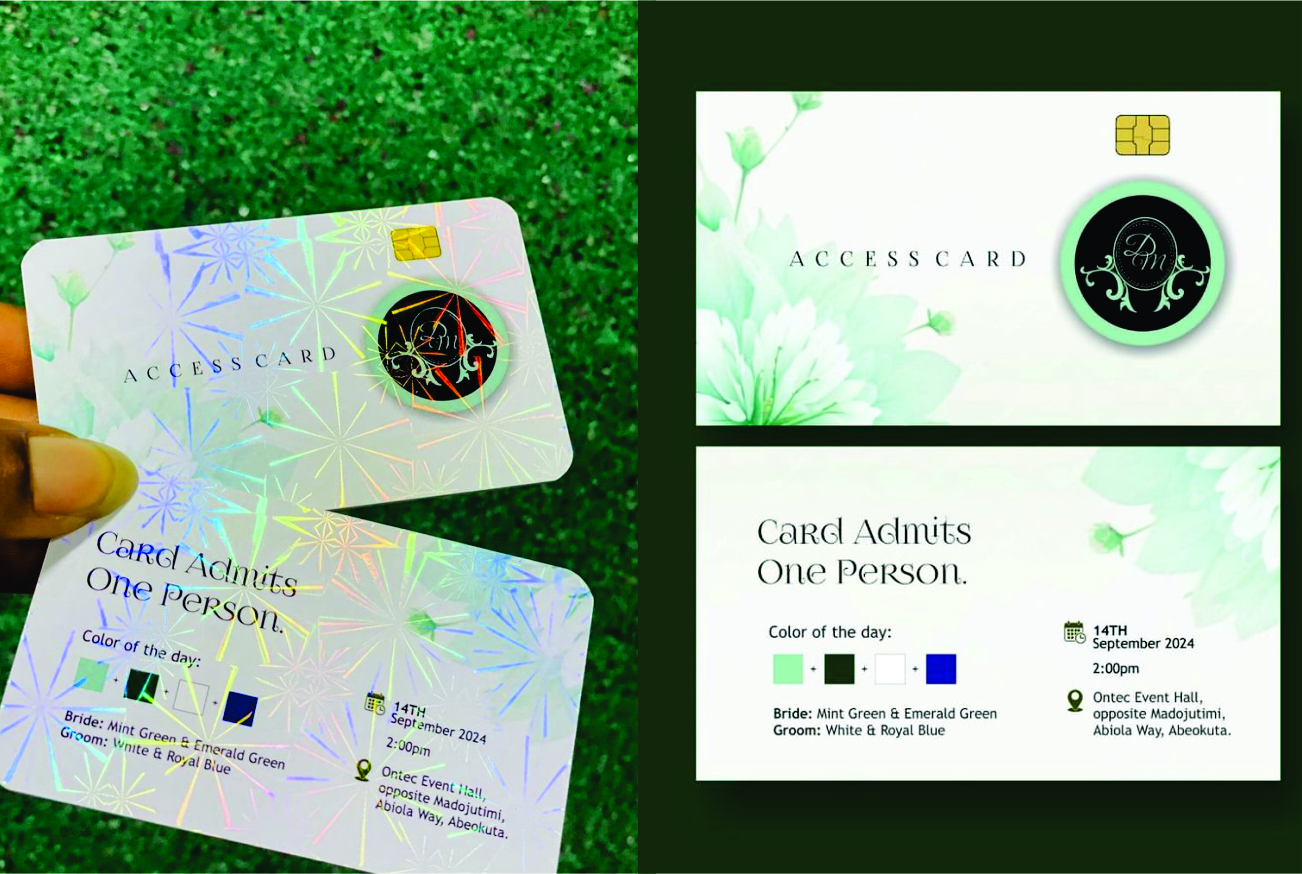 ACCESS CARD
DM
Card Admits
One Person.
Color of the day:
+ + +
Bride: Mint Green & Emerald Green
Groom: White & Royal Blue
14TH
September 2024
2:00pm
Ontec Event Hall,
opposite Madojutimi,
Abiola Way, Abeokuta.
ACCESS CARD
DM
Card Admits
One Person.
Color of the day:
+ + +
Bride: Mint Green & Emerald Green
Groom: White & Royal Blue
14TH
September 2024
2:00pm
Ontec Event Hall,
opposite Madojutimi,
Abiola Way, Abeokuta.